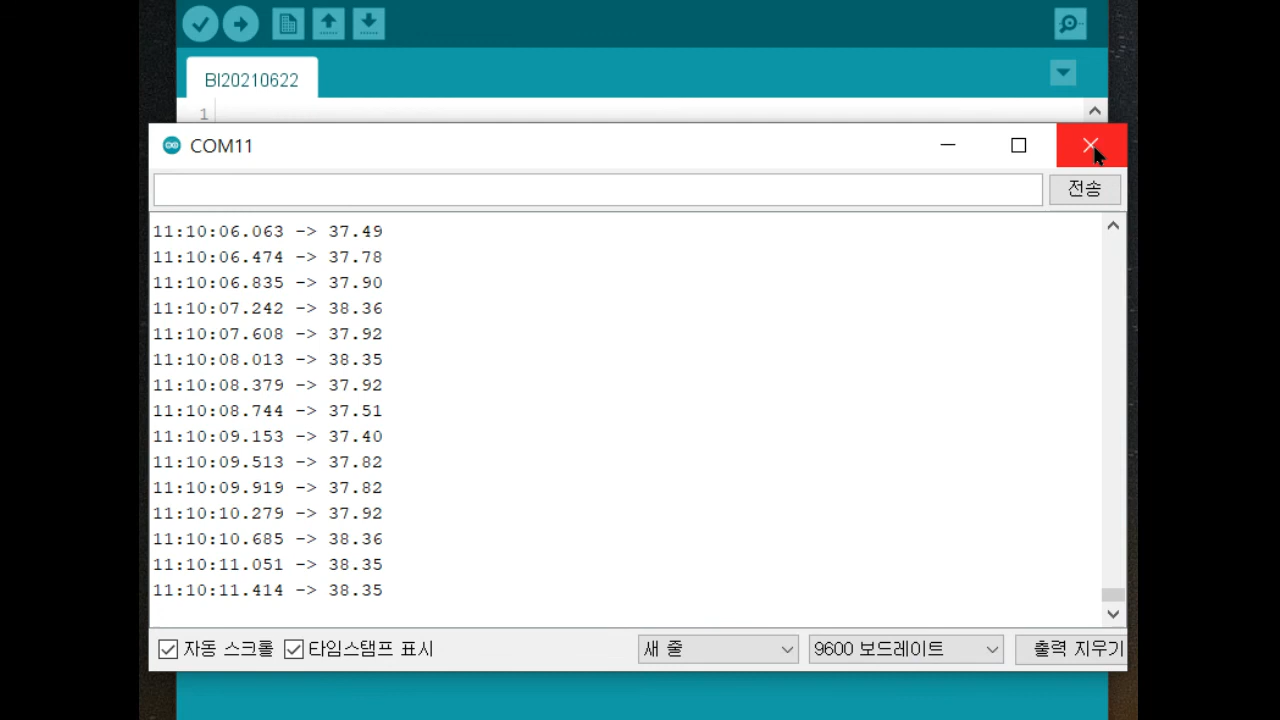 BI20210622
1
COM11
전송
11:10:06.063 -> 37.49
11:10:06.474 -> 37.78
11:10:06.835 -> 37.90
11:10:07.242 -> 38.36
11:10:07.608 -> 37.92
11:10:08.013 -> 38.35
11:10:08.379 -> 37.92
11:10:08.744 -> 37.51
11:10:09.153 -> 37.40
11:10:09.513 -> 37.82
11:10:09.919 -> 37.82
11:10:10.279 -> 37.92
11:10:10.685 -> 38.36
11:10:11.051 -> 38.35
11:10:11.414 -> 38.35
자동 스크롤 타임스탬프 표시 새 줄 9600 보드레이트 출력 지우기